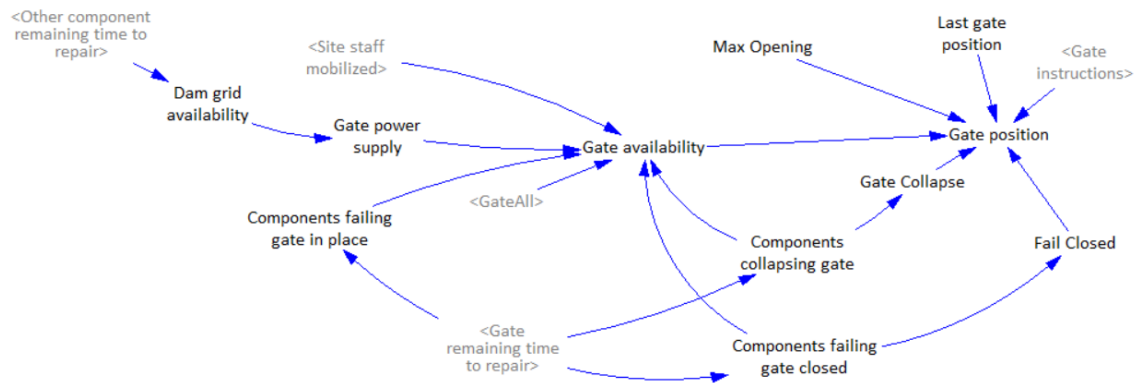 <Other component
remaining time to
repair>
<Site staff
mobilized>
Max Opening
Last gate
position
<Gate
instructions>
Dam grid
availability
Gate power
supply
Gate availability
Gate position
<GateAll>
Gate Collapse
Components failing
gate in place
Components
collapsing gate
Fail Closed
<Gate
remaining time
to repair>
Components failing
gate closed